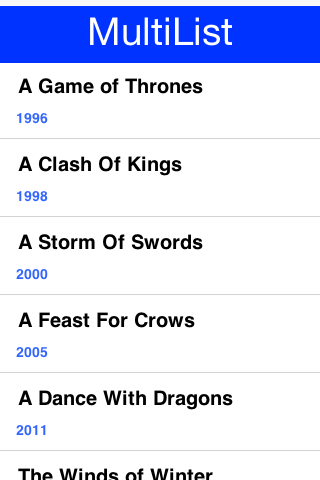 MultiList
A Game of Thrones
1996
A Clash Of Kings
1998
A Storm Of Swords
2000
A Feast For Crows
2005
A Dance With Dragons
2011
The Winds of Winter